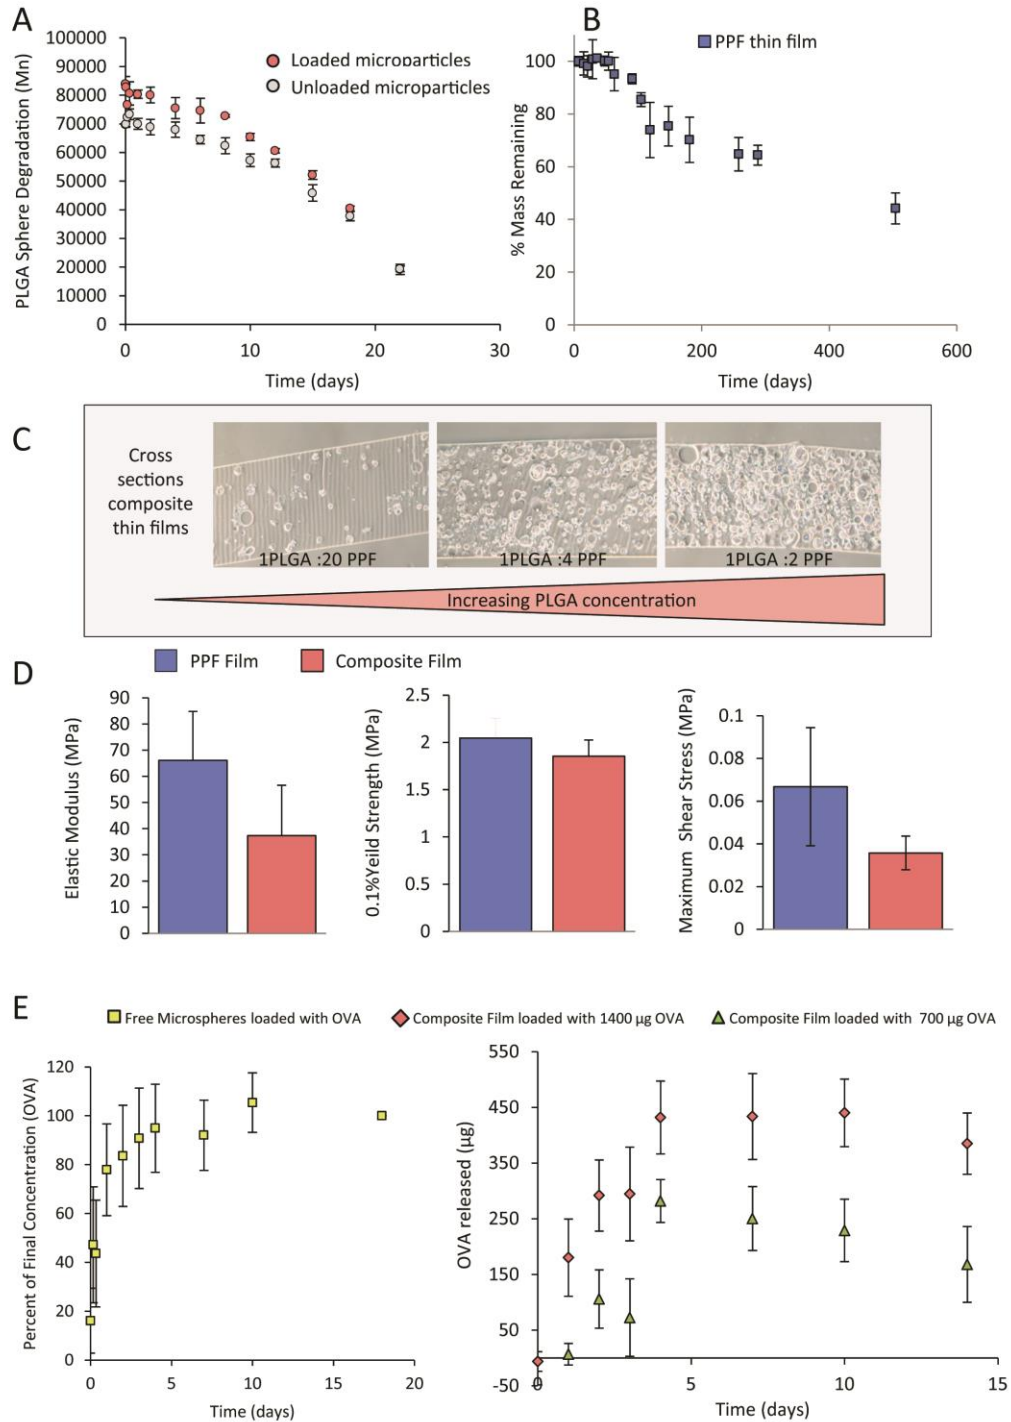 A
PLGA Sphere Degradation (Mn)
100000
90000
80000
70000
60000
50000
40000
30000
20000
10000
0
0 10 20 30
Time (days)
Loaded microparticles
Unloaded microparticles
B
% Mass Remaining
100
80
60
40
20
0
0 200 400 600
Time (days)
PPF thin film
C
Cross
sections
composite
thin films
1PLGA :20 PPF
1PLGA :4 PPF
1PLGA :2 PPF
Increasing PLGA concentration
D
PPF Film
Composite Film
Elastic Modulus (MPa)
90
80
70
60
50
40
30
20
10
0
0.1%Yeild Strength (MPa)
2.5
2
1.5
1
0.5
0
Maximum Shear Stress (MPa)
0.1
0.08
0.06
0.04
0.02
0
E
Free Microspheres loaded with OVA
Composite Film loaded with 1400 µg OVA
Composite Film loaded with 700 µg OVA
Percent of Final Concentration (OVA)
120
100
80
60
40
20
0
0 5 10 15 20
Time (days)
OVA released (µg)
550
450
350
250
150
50
-50
0 5 10 15
Time (days)